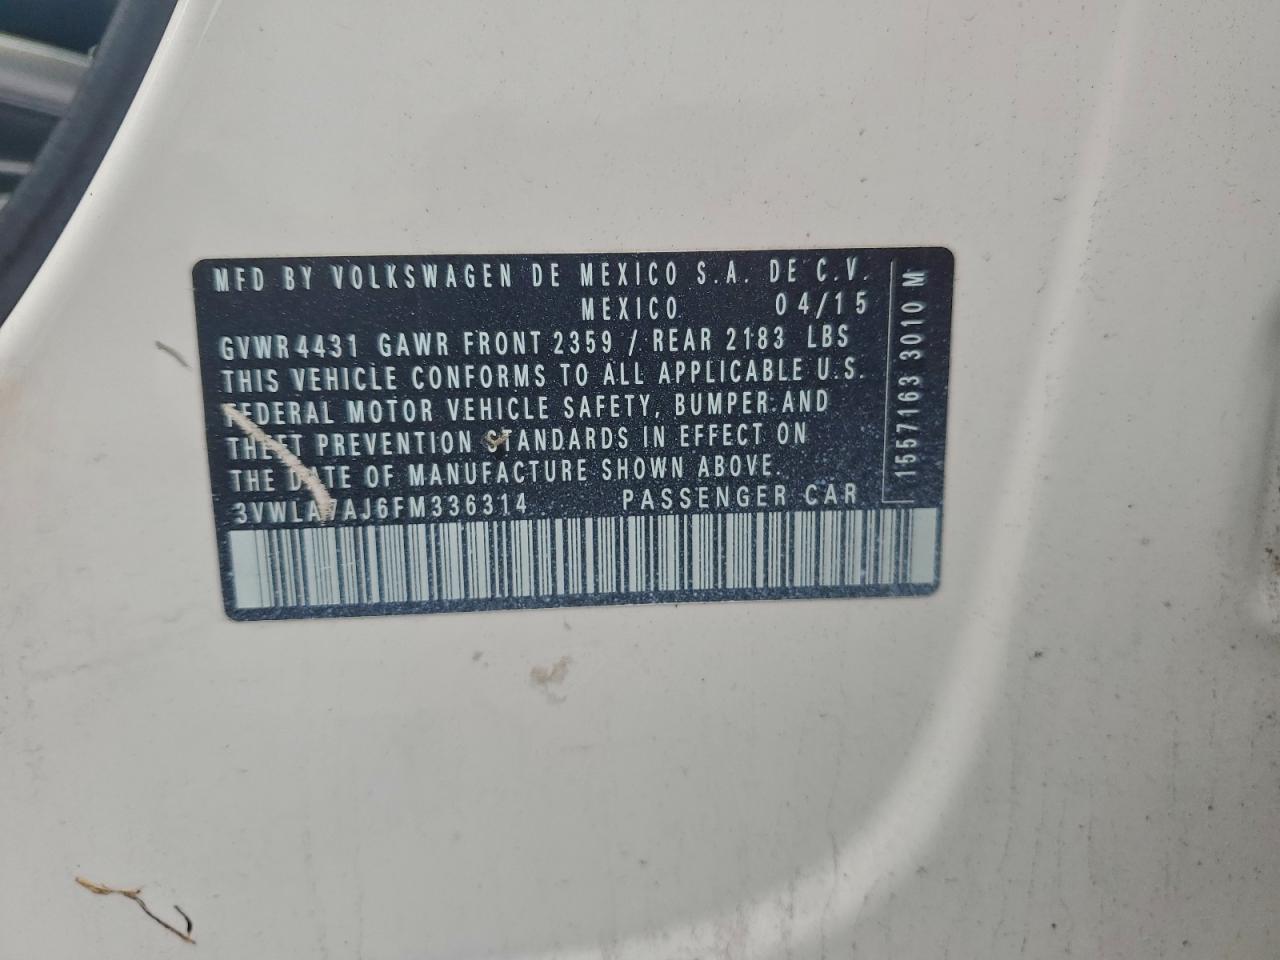 MFD BY VOLKSWAGEN DE MEXICO S.A. DE C.V.
MEXICO 04/15
GVWR 4431 GAWR FRONT 2359 / REAR 2183 LBS
THIS VEHICLE CONFORMS TO ALL APPLICABLE U.S.
FEDERAL MOTOR VEHICLE SAFETY, BUMPER AND
THEFT PREVENTION STANDARDS IN EFFECT ON
THE DATE OF MANUFACTURE SHOWN ABOVE.
3VWLA7AJ6FM336314 PASSENGER CAR
1557163 3010 M